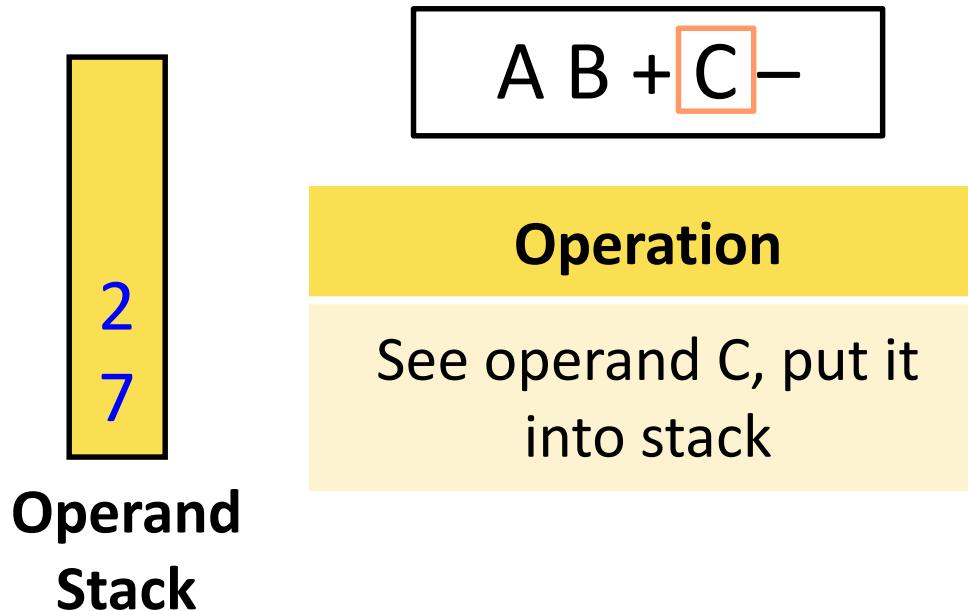 A B + C –
Operation
See operand C, put it
into stack
2
7
Operand
Stack